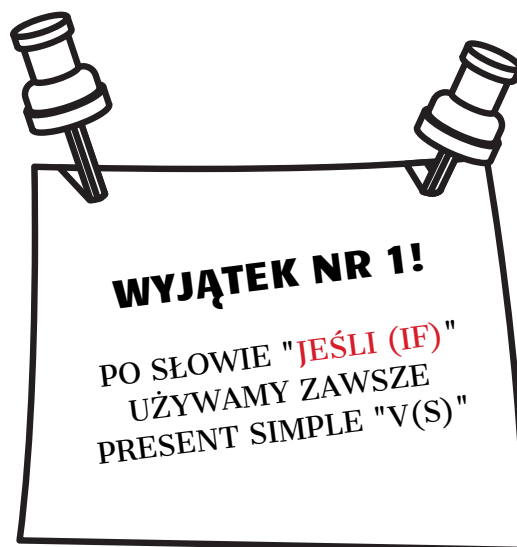 WYJĄTEK NR 1!
PO SŁOWIE "JEŚLI (IF)"
UŻYWAMY ZAWSZE
PRESENT SIMPLE "V(S)"